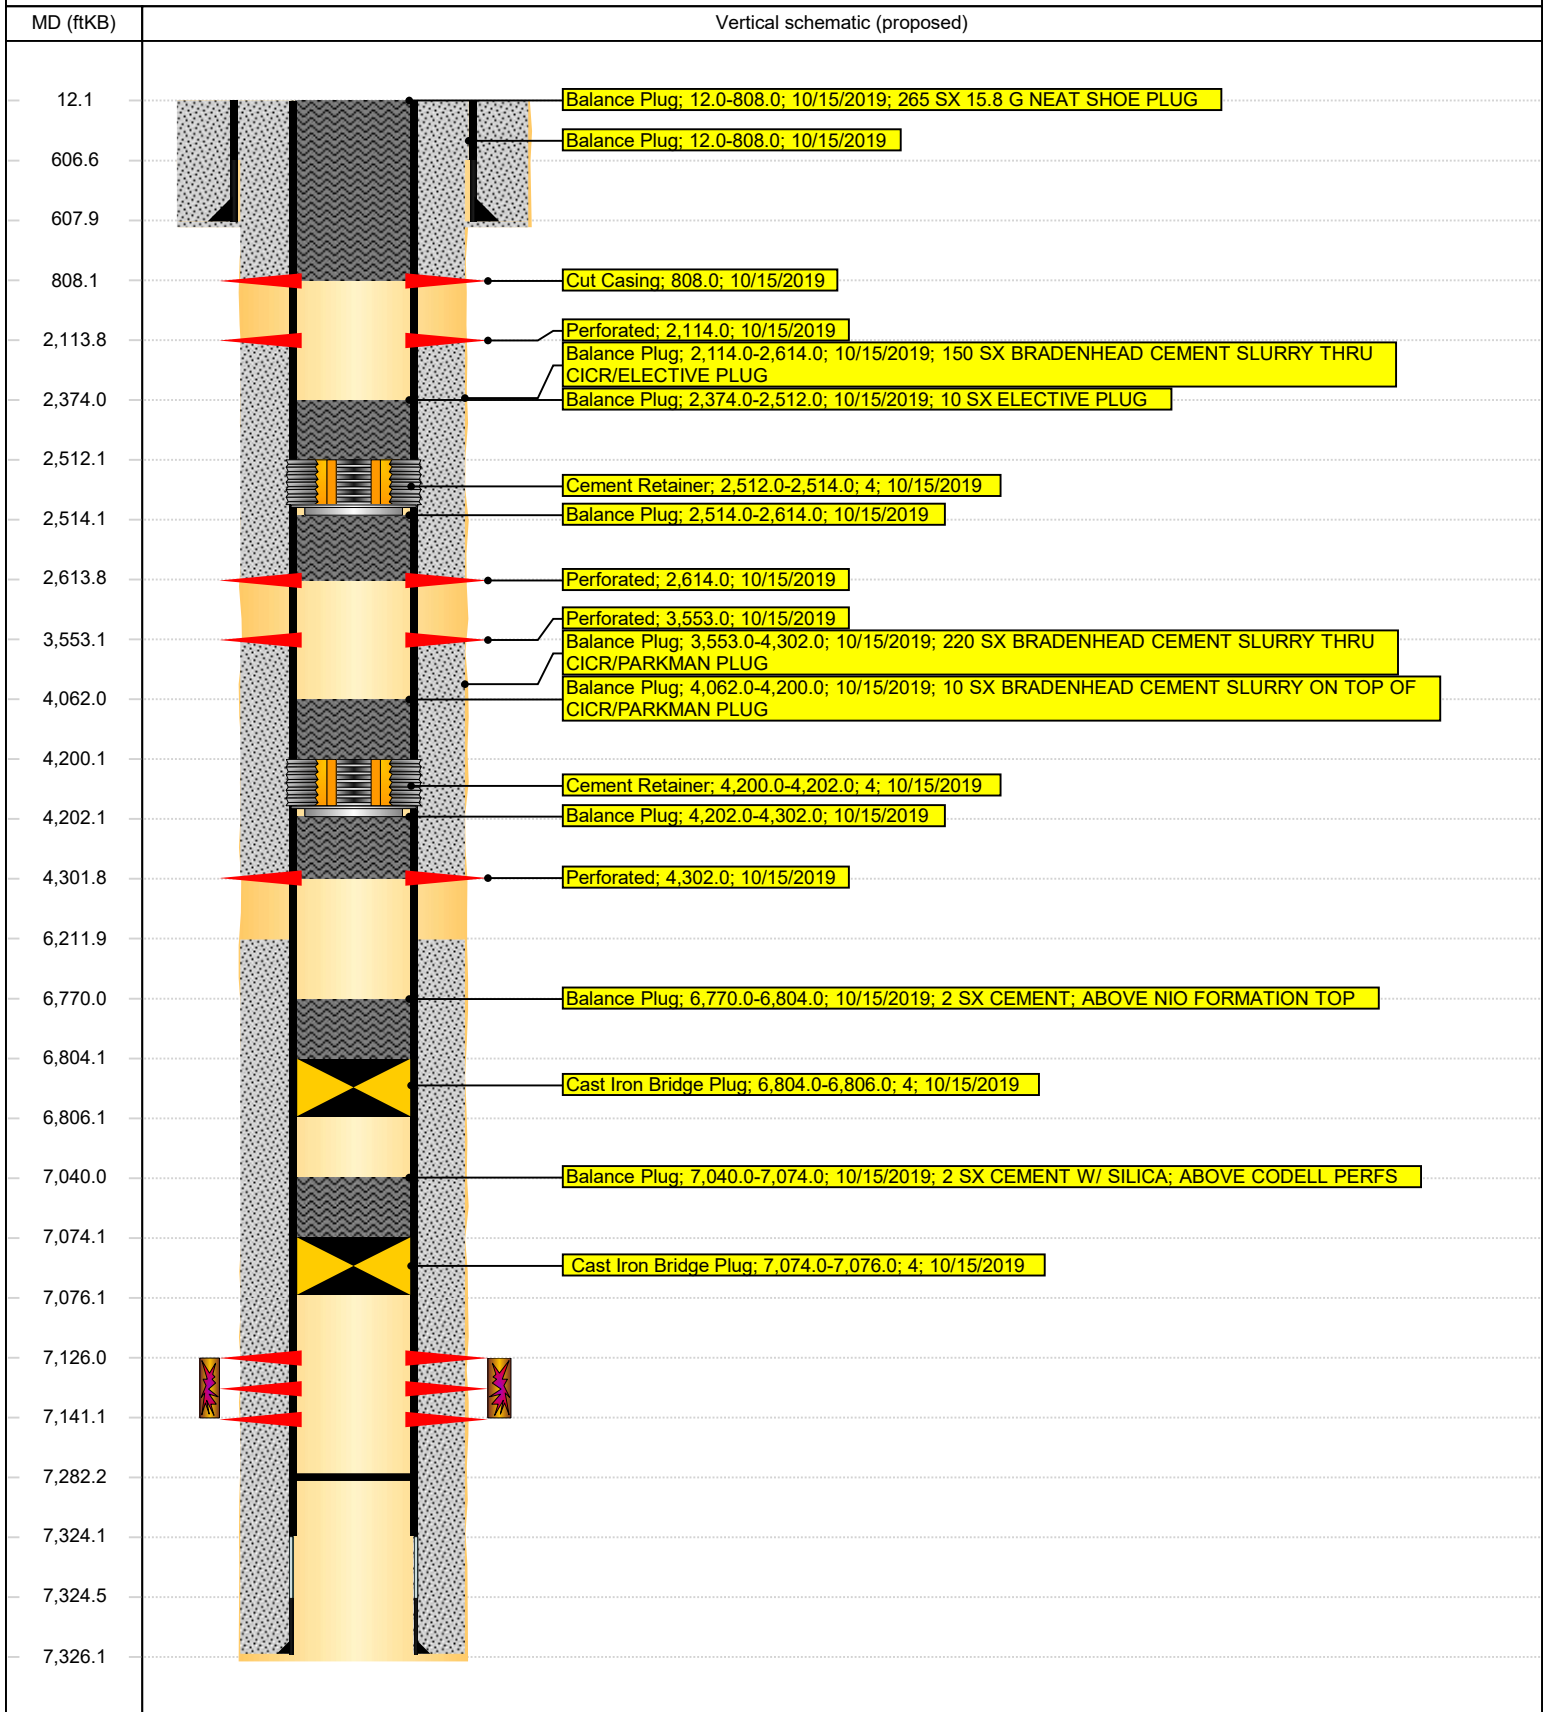 MD (ftKB)
Vertical schematic (proposed)
12.1
Balance Plug; 12.0-808.0; 10/15/2019; 265 SX 15.8 G NEAT SHOE PLUG
Balance Plug; 12.0-808.0; 10/15/2019
606.6
607.9
808.1
Cut Casing; 808.0; 10/15/2019
Perforated; 2,114.0; 10/15/2019
2,113.8
Balance Plug; 2,114.0-2,614.0; 10/15/2019; 150 SX BRADENHEAD CEMENT SLURRY THRU
CICR/ELECTIVE PLUG
2,374.0
Balance Plug; 2,374.0-2,512.0; 10/15/2019; 10 SX ELECTIVE PLUG
2,512.1
Cement Retainer; 2,512.0-2,514.0; 4; 10/15/2019
Balance Plug; 2,514.0-2,614.0; 10/15/2019
2,514.1
2,613.8
Perforated; 2,614.0; 10/15/2019
Perforated; 3,553.0; 10/15/2019
3,553.1
Balance Plug; 3,553.0-4,302.0; 10/15/2019; 220 SX BRADENHEAD CEMENT SLURRY THRU
CICR/PARKMAN PLUG
Balance Plug; 4,062.0-4,200.0; 10/15/2019; 10 SX BRADENHEAD CEMENT SLURRY ON TOP OF
CICR/PARKMAN PLUG
4,062.0
4,200.1
Cement Retainer; 4,200.0-4,202.0; 4; 10/15/2019
Balance Plug; 4,202.0-4,302.0; 10/15/2019
4,202.1
4,301.8
Perforated; 4,302.0; 10/15/2019
6,211.9
6,770.0
Balance Plug; 6,770.0-6,804.0; 10/15/2019; 2 SX CEMENT; ABOVE NIO FORMATION TOP
6,804.1
Cast Iron Bridge Plug; 6,804.0-6,806.0; 4; 10/15/2019
6,806.1
7,040.0
Balance Plug; 7,040.0-7,074.0; 10/15/2019; 2 SX CEMENT W/ SILICA; ABOVE CODELL PERFS
7,074.1
Cast Iron Bridge Plug; 7,074.0-7,076.0; 4; 10/15/2019
7,076.1
7,126.0
7,141.1
7,282.2
7,324.1
7,324.5
7,326.1